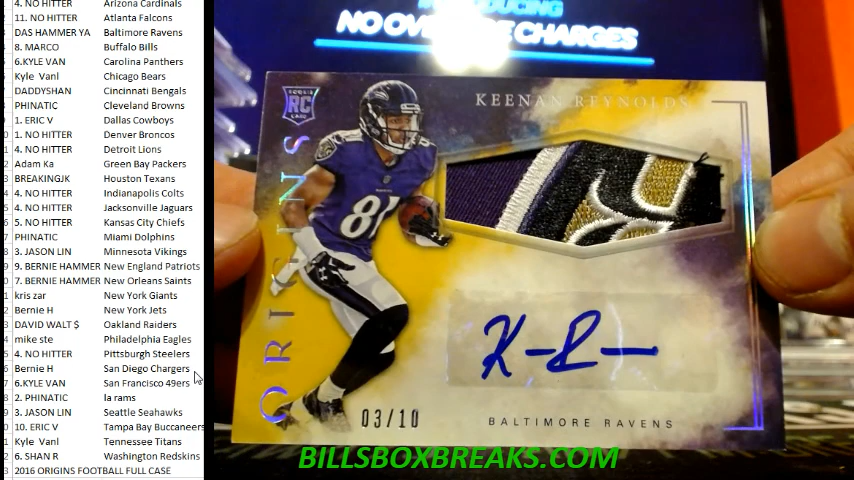 4. NO HITTER Arizona Cardinals
11. NO HITTER Atlanta Falcons
DAS HAMMER YA Baltimore Ravens
8. MARCO Buffalo Bills
6.KYLE VAN Carolina Panthers
Kyle Vanl Chicago Bears
DADDYSHAN Cincinnati Bengals
PHINATIC Cleveland Browns
1. ERIC V Dallas Cowboys
1. NO HITTER Denver Broncos
4. NO HITTER Detroit Lions
Adam Ka Green Bay Packers
BREAKINGJK Houston Texans
4. NO HITTER Indianapolis Colts
4. NO HITTER Jacksonville Jaguars
5. NO HITTER Kansas City Chiefs
PHINATIC Miami Dolphins
3. JASON LIN Minnesota Vikings
9. BERNIE HAMMER New England Patriots
7. BERNIE HAMMER New Orleans Saints
kris zar New York Giants
Bernie H New York Jets
DAVID WALT $ Oakland Raiders
mike ste Philadelphia Eagles
4. NO HITTER Pittsburgh Steelers
Bernie H San Diego Chargers
6.KYLE VAN San Francisco 49ers
2. PHINATIC la rams
3. JASON LIN Seattle Seahawks
10. ERIC V Tampa Bay Buccaneers
Kyle Vanl Tennessee Titans
6. SHAN R Washington Redskins
2016 ORIGINS FOOTBALL FULL CASE
NO CHARGES
RC
KEENAN REYNOLDS
ORIGINS
81
03/10
BALTIMORE RAVENS
BILLSBOXBREAKS.COM